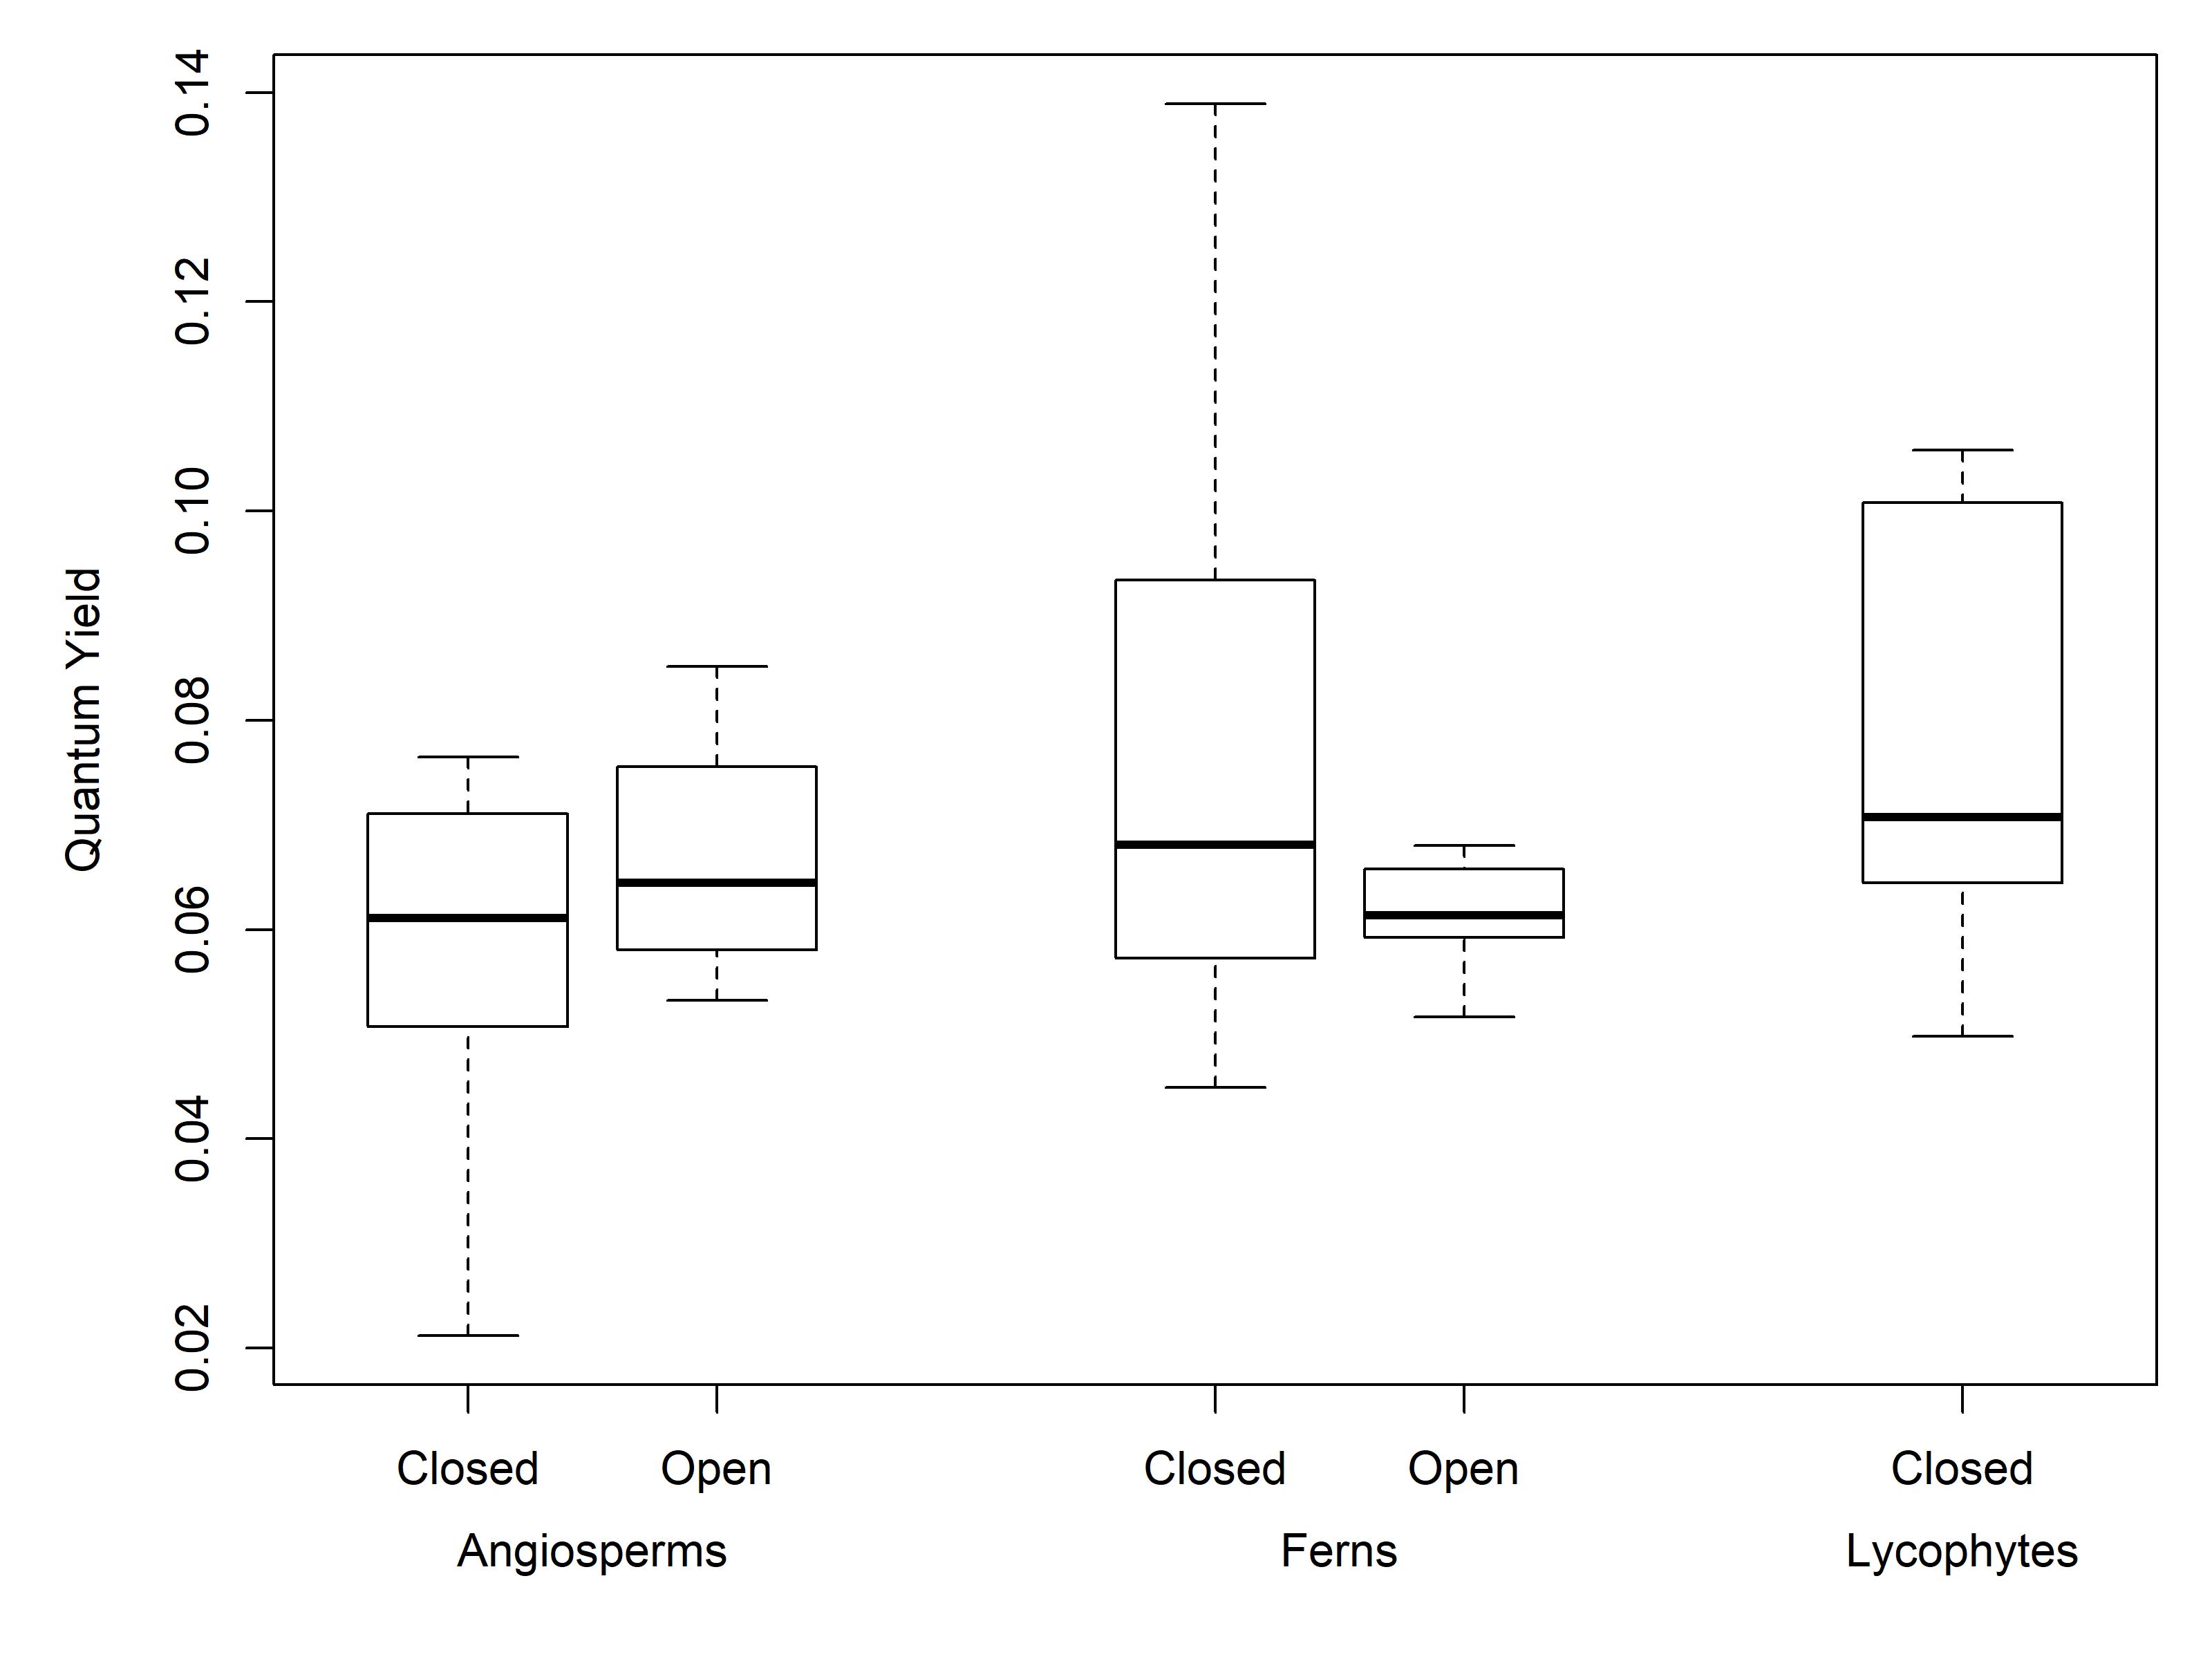 Quantum Yield
0.14
0.12
0.10
0.08
0.06
0.04
0.02
Closed Open Closed Open Closed
Angiosperms Ferns Lycophytes